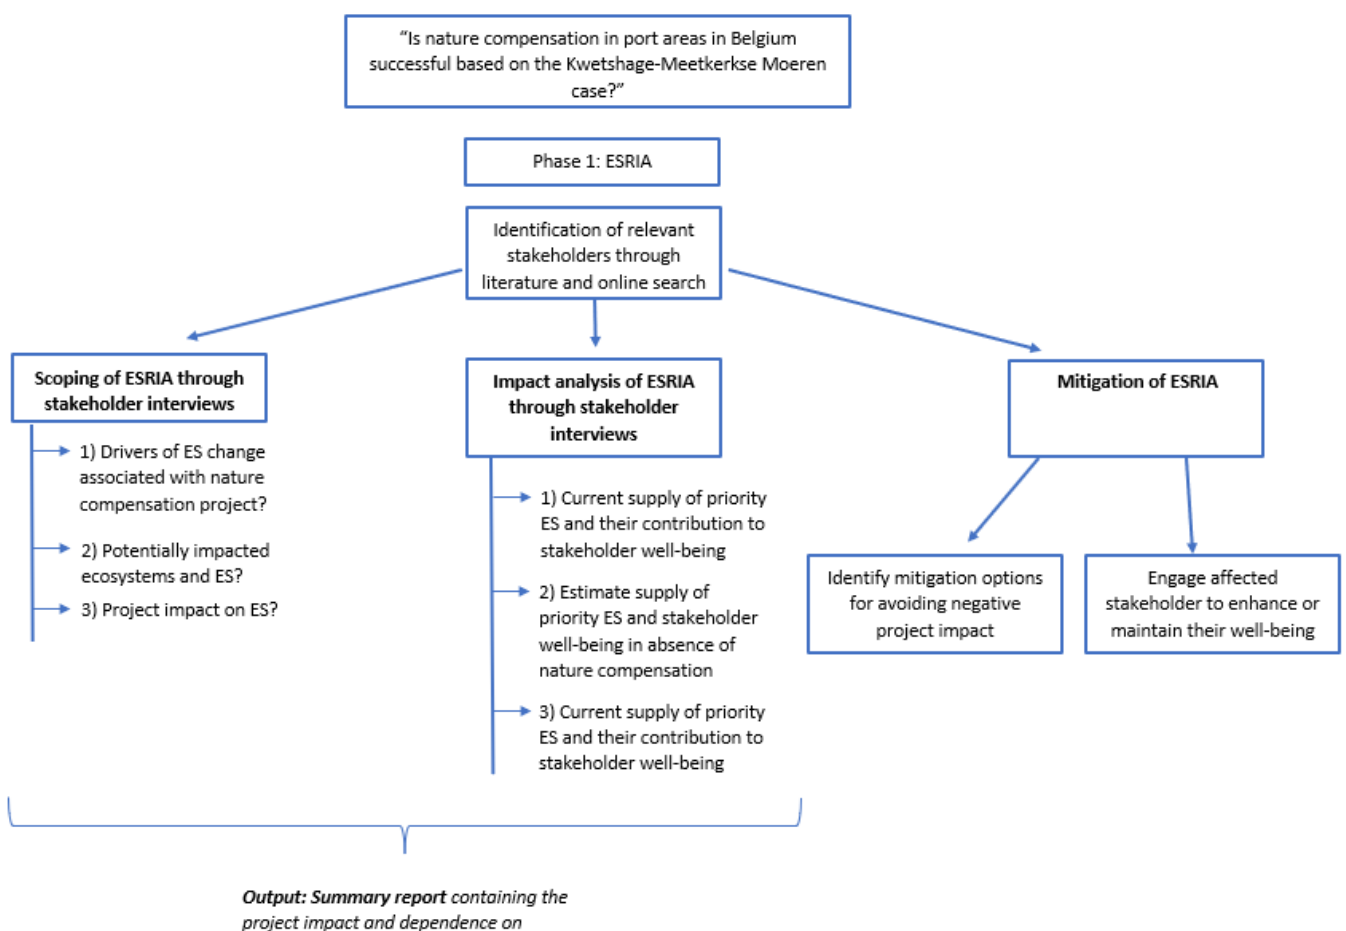 “Is nature compensation in port areas in Belgium
successful based on the Kwetshage-Meetkerkse Moeren
case?”
Phase 1: ESRIA
Identification of relevant
stakeholders through
literature and online search
Scoping of ESRIA through
stakeholder interviews
1) Drivers of ES change
associated with nature
compensation project?
2) Potentially impacted
ecosystems and ES?
3) Project impact on ES?
Impact analysis of ESRIA
through stakeholder
interviews
1) Current supply of priority
ES and their contribution to
stakeholder well-being
2) Estimate supply of
priority ES and stakeholder
well-being in absence of
nature compensation
3) Current supply of priority
ES and their contribution to
stakeholder well-being
Mitigation of ESRIA
Identify mitigation options
for avoiding negative
project impact
Engage affected
stakeholder to enhance or
maintain their well-being
Output: Summary report containing the
project impact and dependence on